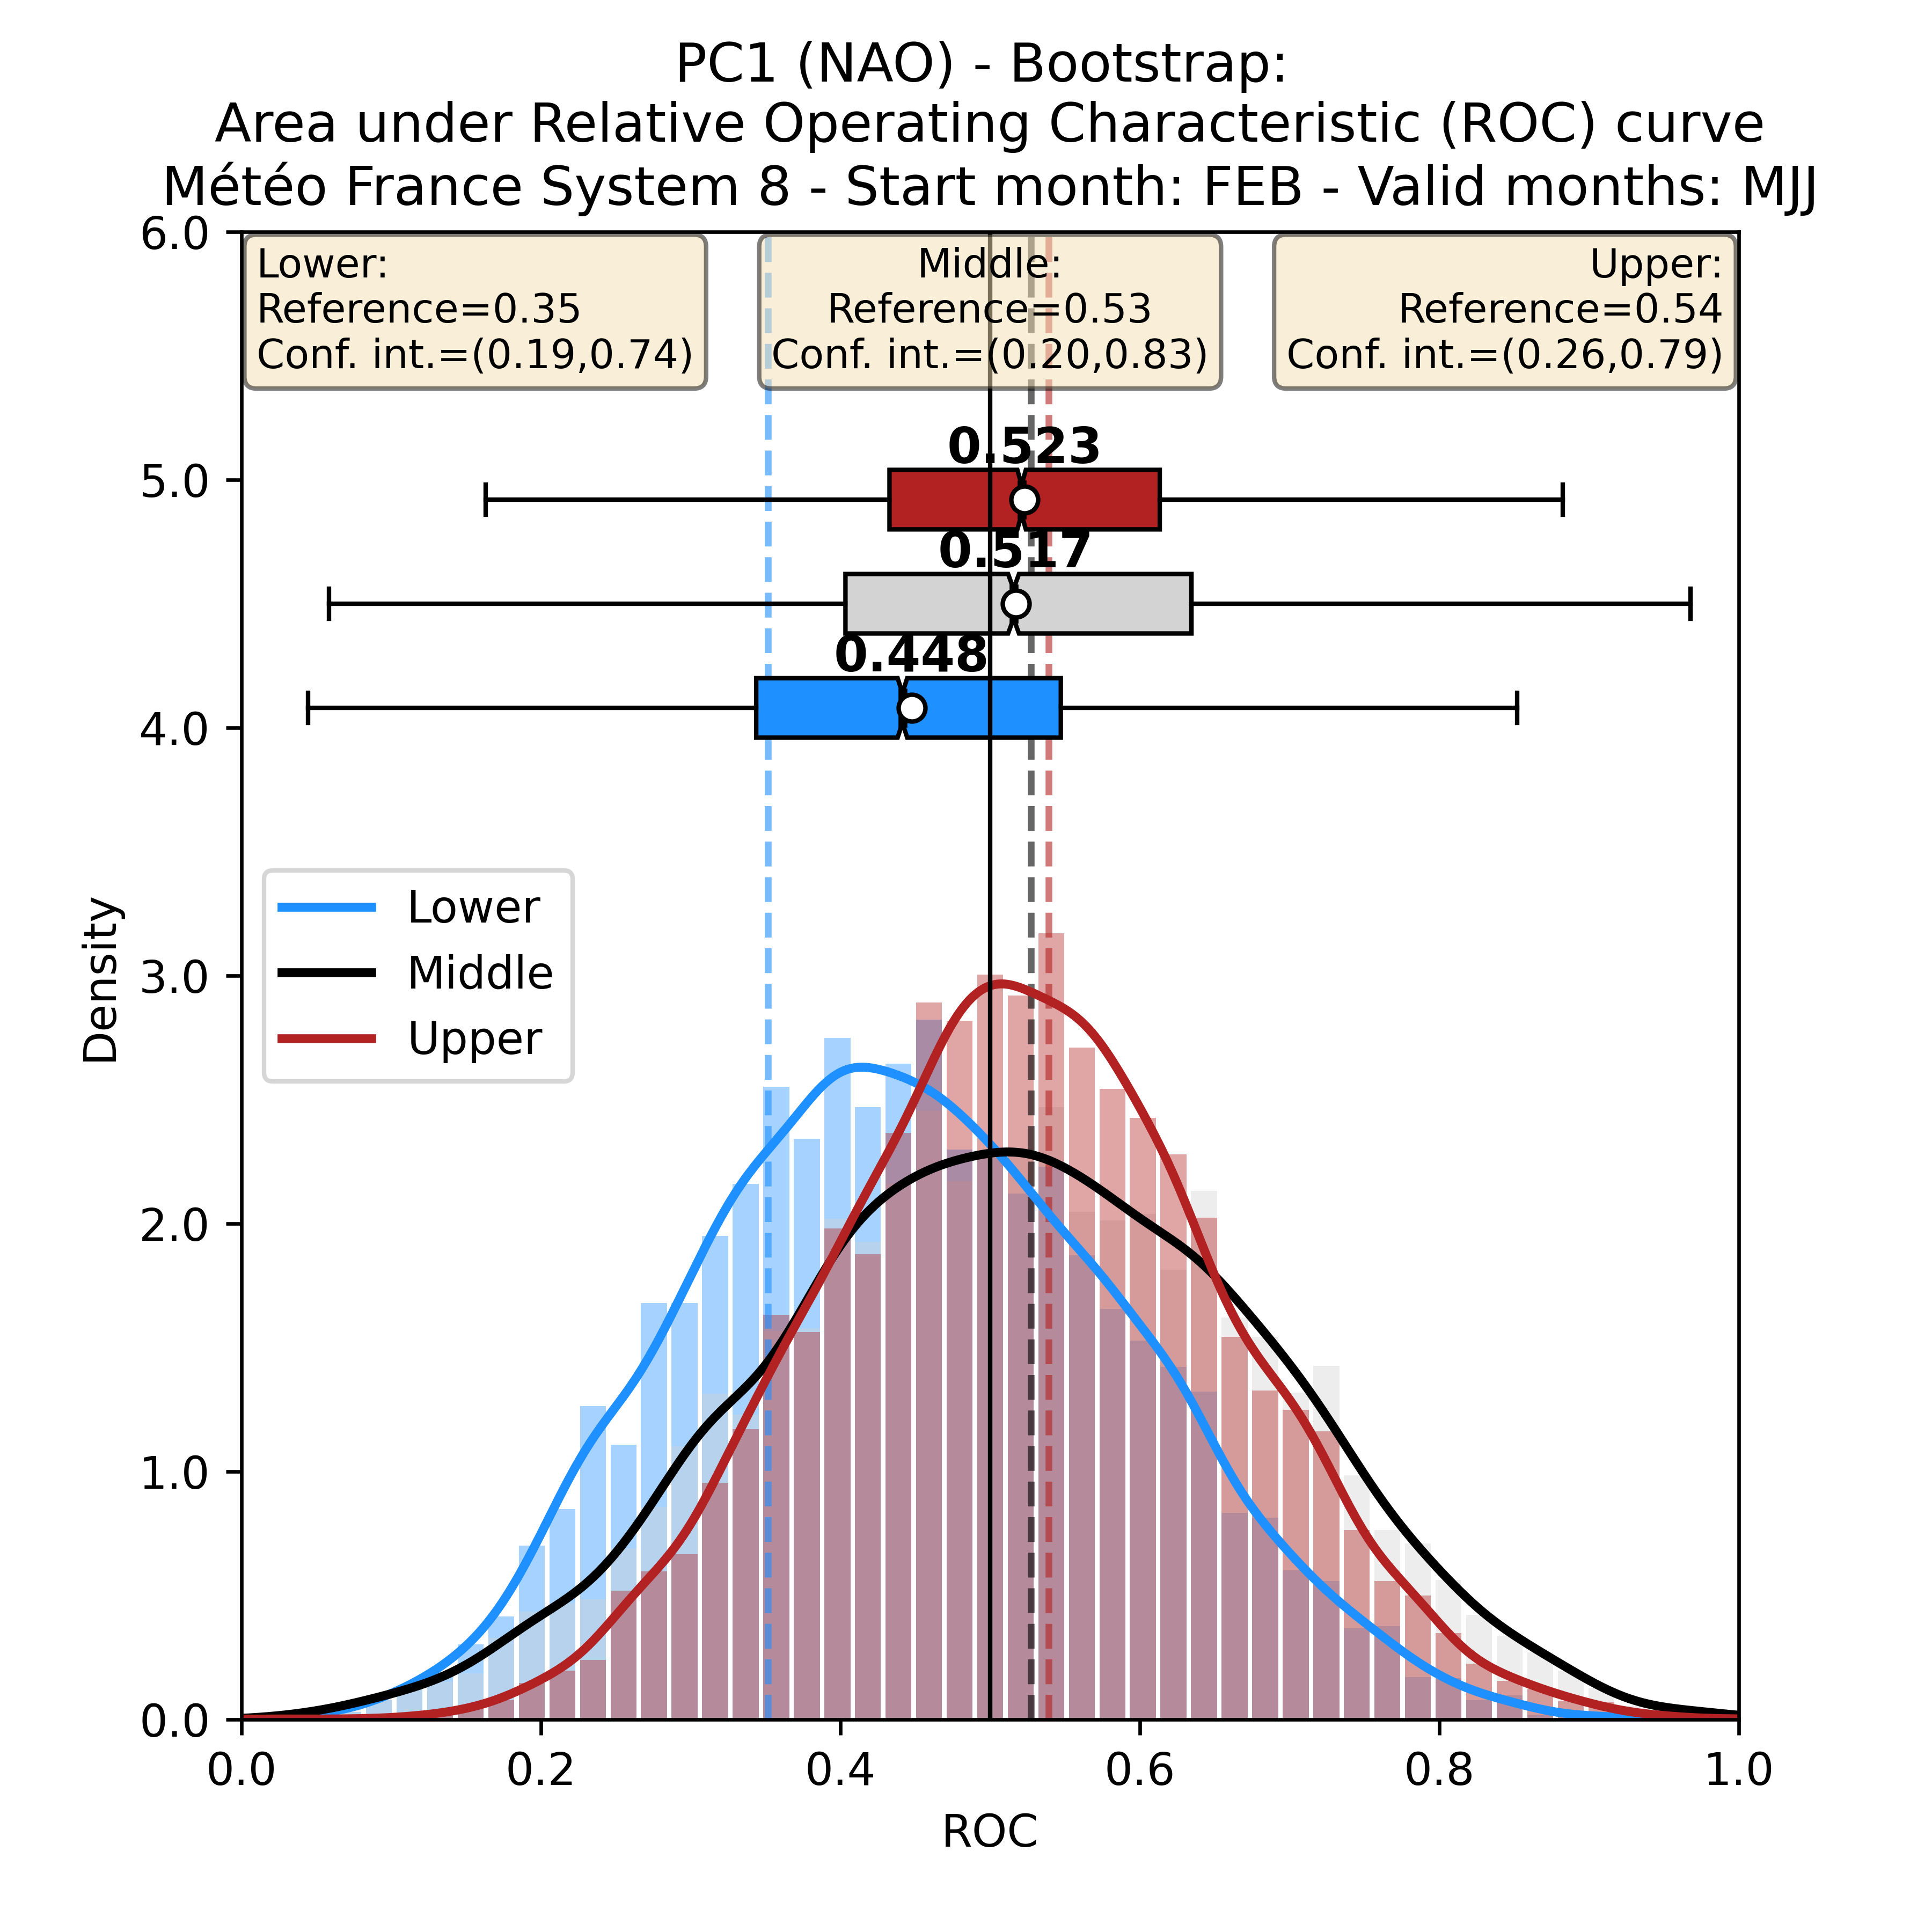 PC1 (NAO) - Bootstrap:
Area under Relative Operating Characteristic (ROC) curve
Météo France System 8 - Start month: FEB - Valid months: MJJ
Lower:
Reference=0.35
Conf. int.=(0.19,0.74)
Middle:
Reference=0.53
Conf. int.=(0.20,0.83)
Upper:
Reference=0.54
Conf. int.=(0.26,0.79)
0.523
0.517
0.448
Lower
Middle
Upper
Density
6.0
5.0
4.0
3.0
2.0
1.0
0.0
0.0 0.2 0.4 0.6 0.8 1.0
ROC